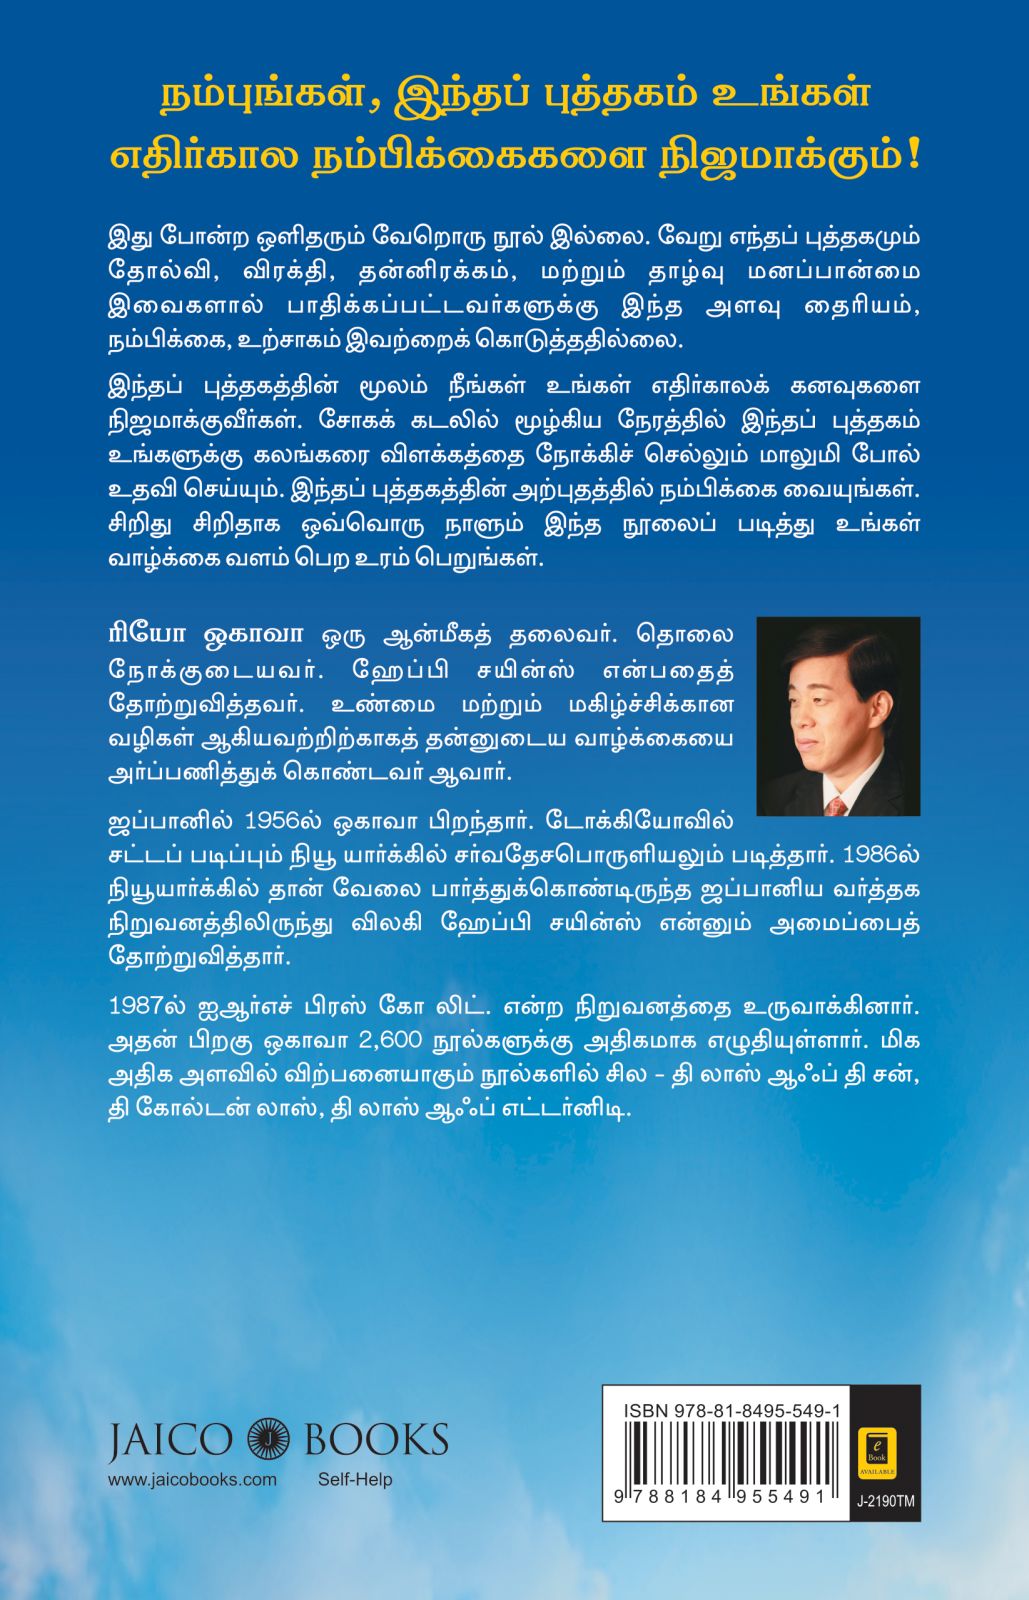 நம்புங்கள், இந்தப் புத்தகம் உங்கள்
எதிர்கால நம்பிக்கைகளை நிஜமாக்கும்!
இது போன்ற ஒளிதரும் வேறொரு நூல் இல்லை. வேறு எந்தப் புத்தகமும்
தோல்வி, விரக்தி, தன்னிரக்கம், மற்றும் தாழ்வு மனப்பான்மை
இவைகளால் பாதிக்கப்பட்டவர்களுக்கு இந்த அளவு தைரியம்,
நம்பிக்கை, உற்சாகம் இவற்றைக் கொடுத்ததில்லை.
இந்தப் புத்தகத்தின் மூலம் நீங்கள் உங்கள் எதிர்காலக் கனவுகளை
நிஜமாக்குவீர்கள். சோகக் கடலில் மூழ்கிய நேரத்தில் இந்தப் புத்தகம்
உங்களுக்கு கலங்கரை விளக்கத்தை நோக்கிச் செல்லும் மாலுமி போல்
உதவி செய்யும். இந்தப் புத்தகத்தின் அற்புதத்தில் நம்பிக்கை வையுங்கள்.
சிறிது சிறிதாக ஒவ்வொரு நாளும் இந்த நூலைப் படித்து உங்கள்
வாழ்க்கை வளம் பெற உரம் பெறுங்கள்.
ரியோ ஒகாவா ஒரு ஆன்மீகத் தலைவர். தொலை
நோக்குடையவர். ஹேப்பி சயின்ஸ் என்பதைத்
தோற்றுவித்தவர். உண்மை மற்றும் மகிழ்ச்சிக்கான
வழிகள் ஆகியவற்றிற்காகத் தன்னுடைய வாழ்க்கையை
அர்ப்பணித்துக் கொண்டவர் ஆவார்.
ஜப்பானில் 1956ல் ஒகாவா பிறந்தார். டோக்கியோவில்
சட்டப் படிப்பும் நியூ யார்க்கில் சர்வதேசபொருளியலும் படித்தார். 1986ல்
நியூயார்க்கில் தான் வேலை பார்த்துக்கொண்டிருந்த ஜப்பானிய வர்த்தக
நிறுவனத்திலிருந்து விலகி ஹேப்பி சயின்ஸ் என்னும் அமைப்பைத்
தோற்றுவித்தார்.
1987ல் ஐஆர்எச் பிரஸ் கோ லிட். என்ற நிறுவனத்தை உருவாக்கினார்.
அதன் பிறகு ஒகாவா 2,600 நூல்களுக்கு அதிகமாக எழுதியுள்ளார். மிக
அதிக அளவில் விற்பனையாகும் நூல்களில் சில - தி லாஸ் ஆஃப் தி சன்,
தி கோல்டன் லாஸ், தி லாஸ் ஆஃப் எட்டர்னிடி.
JAICO J BOOKS
www.jaicobooks.com Self-Help
ISBN 978-81-8495-549-1
9 788184 955491
e
Book
AVAILABLE
J-2190TM